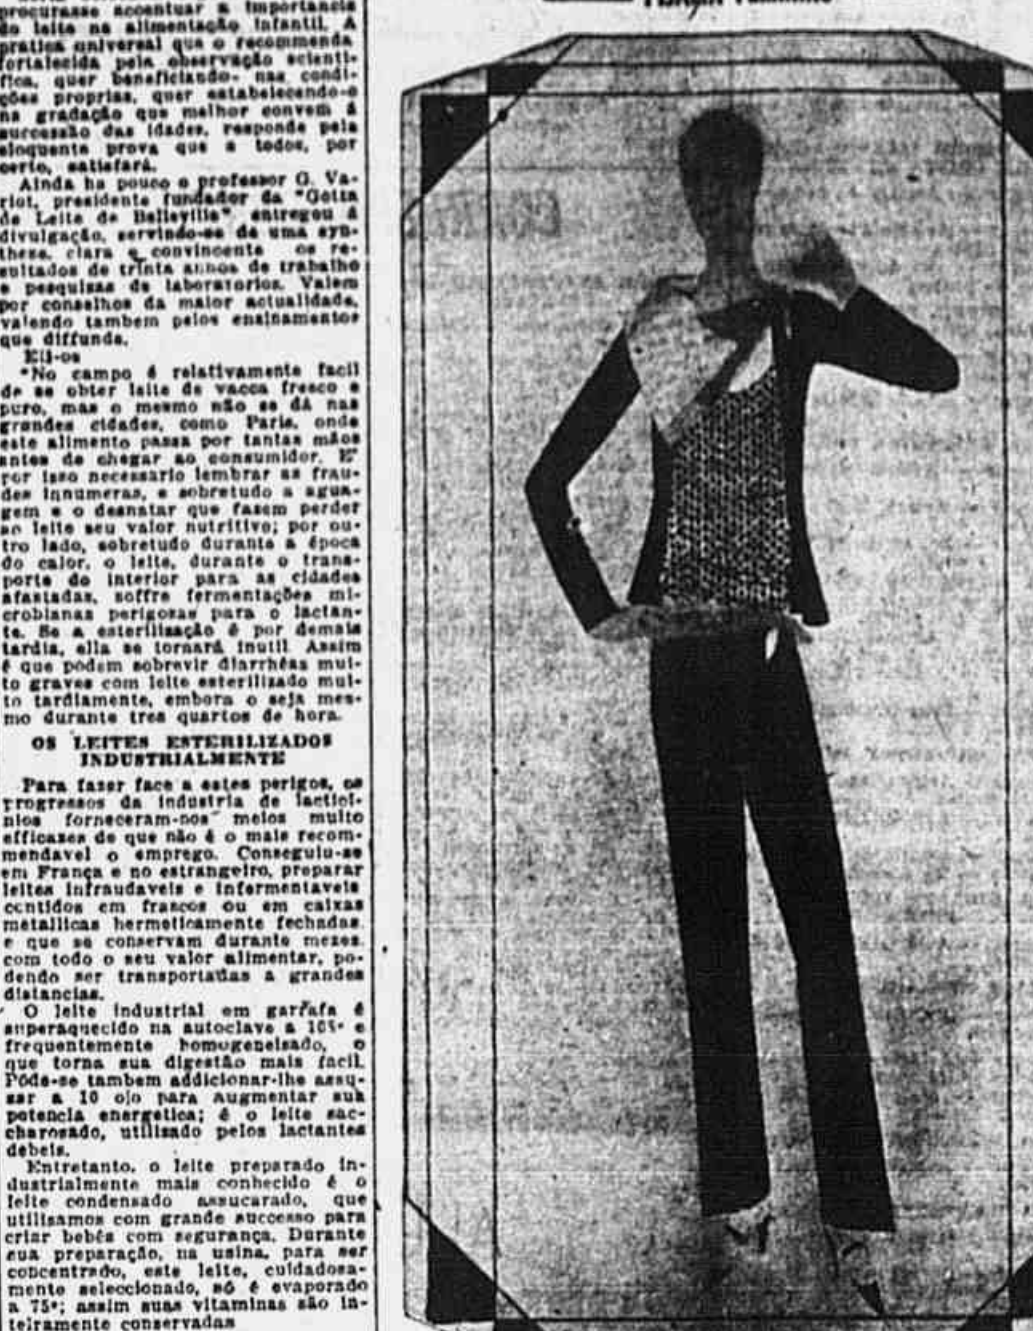 procurasse accentuar a importancia
do leite na alimentação infantil. A
pratica universal que o recommenda
fortalecida pela observação scienti-
fica, quer beneficiando- nas condi-
ções proprias, quer estabelecendo-o
na gradação que melhor convem á
successão das idades, responde pela
eloquente prova que a todos, por
certo, satisfará.
Ainda ha pouco o professor G. Va-
riot, presidente fundador da "Gotta
de Leite de Belleville", entregou á
divulgação, servindo-se de uma syn-
these, clara e convincente os re-
sultados de trinta annos de trabalho
e pesquisas de laboratorios. Valem
por conselhos da maior actualidade,
valendo tambem pelos ensinamentos
que diffunde.
Eil-os
"No campo é relativamente facil
de se obter leite de vacca fresco e
puro, mas o mesmo não se dá nas
grandes cidades, como Paris, onde
este alimento passa por tantas mãos
antes de chegar ao consumidor. E'
por isso necessario lembrar as frau-
des innumeras, e sobretudo a agua-
gem e o desnatar que fazem perder
ao leite seu valor nutritivo; por ou-
tro lado, sobretudo durante a época
do calor, o leite, durante o trans-
porte do interior para as cidades
afastadas, soffre fermentações mi-
crobianas perigosas para o lactan-
te. Se a esterilisação é por demais
tardia, ella se tornará inutil Assim
é que podem sobrevir diarrhéas mui-
to graves com leite esterilizado mui-
to tardiamente, embora o seja mes-
mo durante tres quartos de hora.
OS LEITES ESTERILIZADOS
INDUSTRIALMENTE
Para fazer face a estes perigos, os
progressos da industria de lactici-
nios forneceram-nos meios muito
efficazes de que não é o mais recom-
mendavel o emprego. Conseguiu-se
em França e no estrangeiro, preparar
leites infraudaveis e infermentaveis
contidos em frascos ou em caixas
metallicas hermeticamente fechadas
e que se conservam durante mezes
com todo o seu valor alimentar, po-
dendo ser transportadas a grandes
distancias.
O leite industrial em garrafa é
superaquecido na autoclave a 108° e
frequentemente homogeneisado, o
que torna sua digestão mais facil.
Póde-se tambem addicionar-lhe assu-
car a 10 o|o para augmentar sua
potencia energetica; é o leite sac-
charosado, utilisado pelos lactantes
debeis.
Entretanto, o leite preparado in-
dustrialmente mais conhecido é o
leite condensado assucarado, que
utilisamos com grande successo para
criar bebês com segurança. Durante
sua preparação, na usina, para ser
concentrado, este leite, cuidadosa-
mente seleccionado, só é evaporado
a 75°; assim suas vitaminas são in-
teiramente conservadas